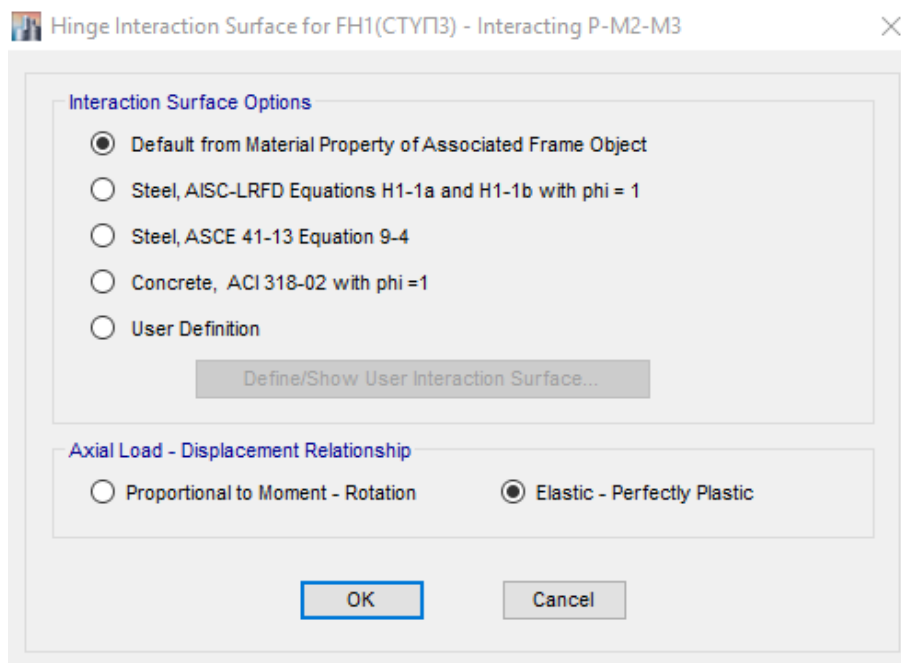 Hinge Interaction Surface for FH1(СТУП3) - Interacting P-M2-M3
Interaction Surface Options
Default from Material Property of Associated Frame Object
Steel, AISC-LRFD Equations H1-1a and H1-1b with phi = 1
Steel, ASCE 41-13 Equation 9-4
Concrete,  ACI 318-02 with phi =1
User Definition
Define/Show User Interaction Surface...
Axial Load - Displacement Relationship
Proportional to Moment - Rotation
Elastic - Perfectly Plastic
OK
Cancel